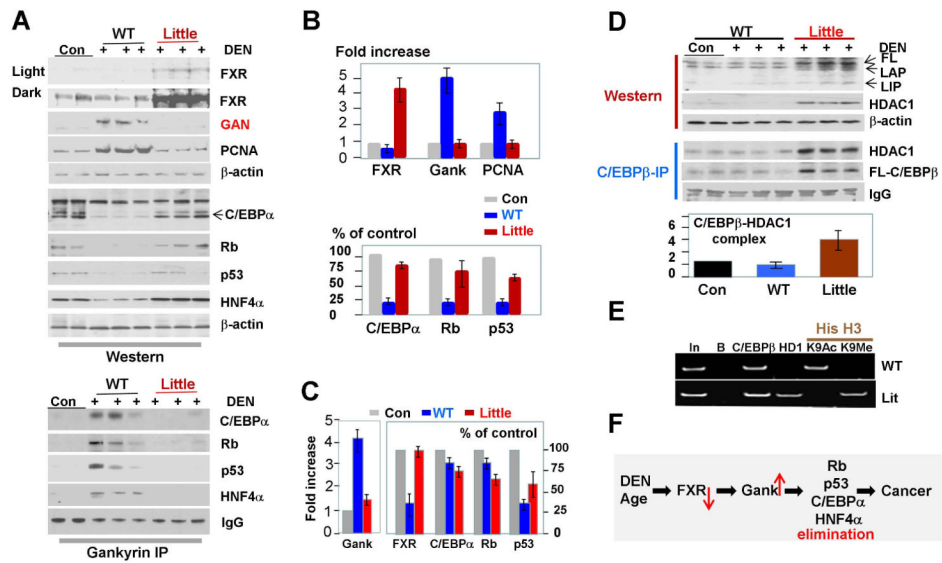 A
WT
Little
Con
+ + + + + + DEN
Light
FXR
Dark
FXR
GAN
PCNA
β-actin
C/EBPα
Rb
p53
HNF4α
β-actin
Western
WT
Little
Con
+ + + + + + DEN
C/EBPα
Rb
p53
HNF4α
IgG
Gankyrin IP
B
Fold increase
5
4
3
2
1
0
FXR Gank PCNA
Con
WT
Little
% of control
100
75
50
25
0
C/EBPα Rb p53
C
Con WT Little
% of control
Fold increase
5
4
3
2
1
0
100
75
50
25
0
Gank FXR C/EBPα Rb p53
D
WT
Little
Con
+ + + + + + DEN
FL
LAP
LIP
Western
HDAC1
β-actin
C/EBPβ-IP
HDAC1
FL-C/EBPβ
IgG
C/EBPβ-HDAC1
complex
6
4
2
0
Con WT Little
E
His H3
In B C/EBPβ HD1 K9Ac K9Me
WT
Lit
F
DEN
Age
FXR
Gank
Rb
p53
C/EBPα
HNF4α
elimination
Cancer